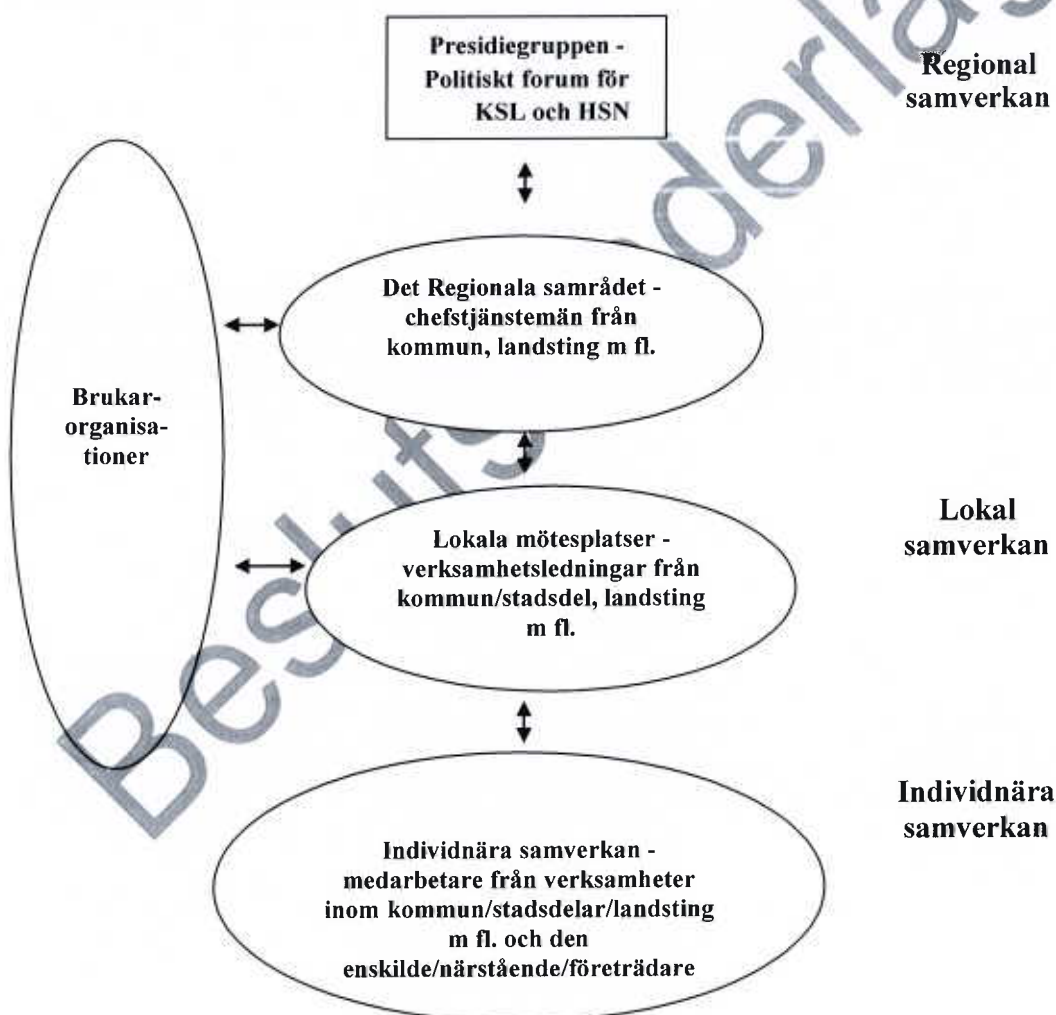 Presidiegruppen -
Politiskt forum för
KSL och HSN
Regional
samverkan
Det Regionala samrådet -
chefstjänstemän från
kommun, landsting m fl.
Brukar-
organisa-
tioner
Lokala mötesplatser -
verksamhetsledningar från
kommun/stadsdel, landsting
m fl.
Lokal
samverkan
Individnära
samverkan
Individnära samverkan -
medarbetare från verksamheter
inom kommun/stadsdelar/landsting
m fl. och den
enskilde/närstående/företrädare